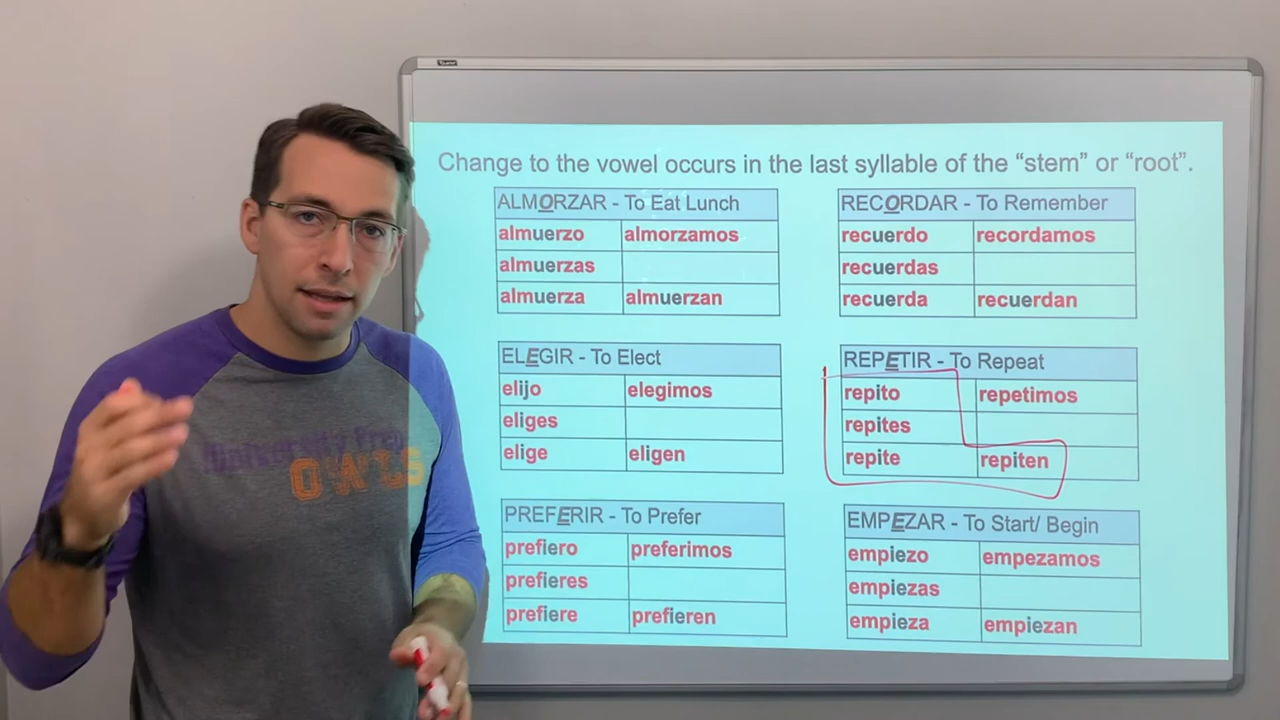 Change to the vowel occurs in the last syllable of the “stem” or “root”.
ALMORZAR - To Eat Lunch
almuerzo almorzamos
almuerzas
almuerza almuerzan
RECORDAR - To Remember
recuerdo recordamos
recuerdas
recuerda recuerdan
ELEGIR - To Elect
elijo elegimos
eliges
elige eligen
REPETIR - To Repeat
repito repetimos
repites
repite repiten
PREFERIR - To Prefer
prefiero preferimos
prefieres
prefiere prefieren
EMPEZAR - To Start/ Begin
empiezo empezamos
empiezas
empieza empiezan
University Prep
OWLS